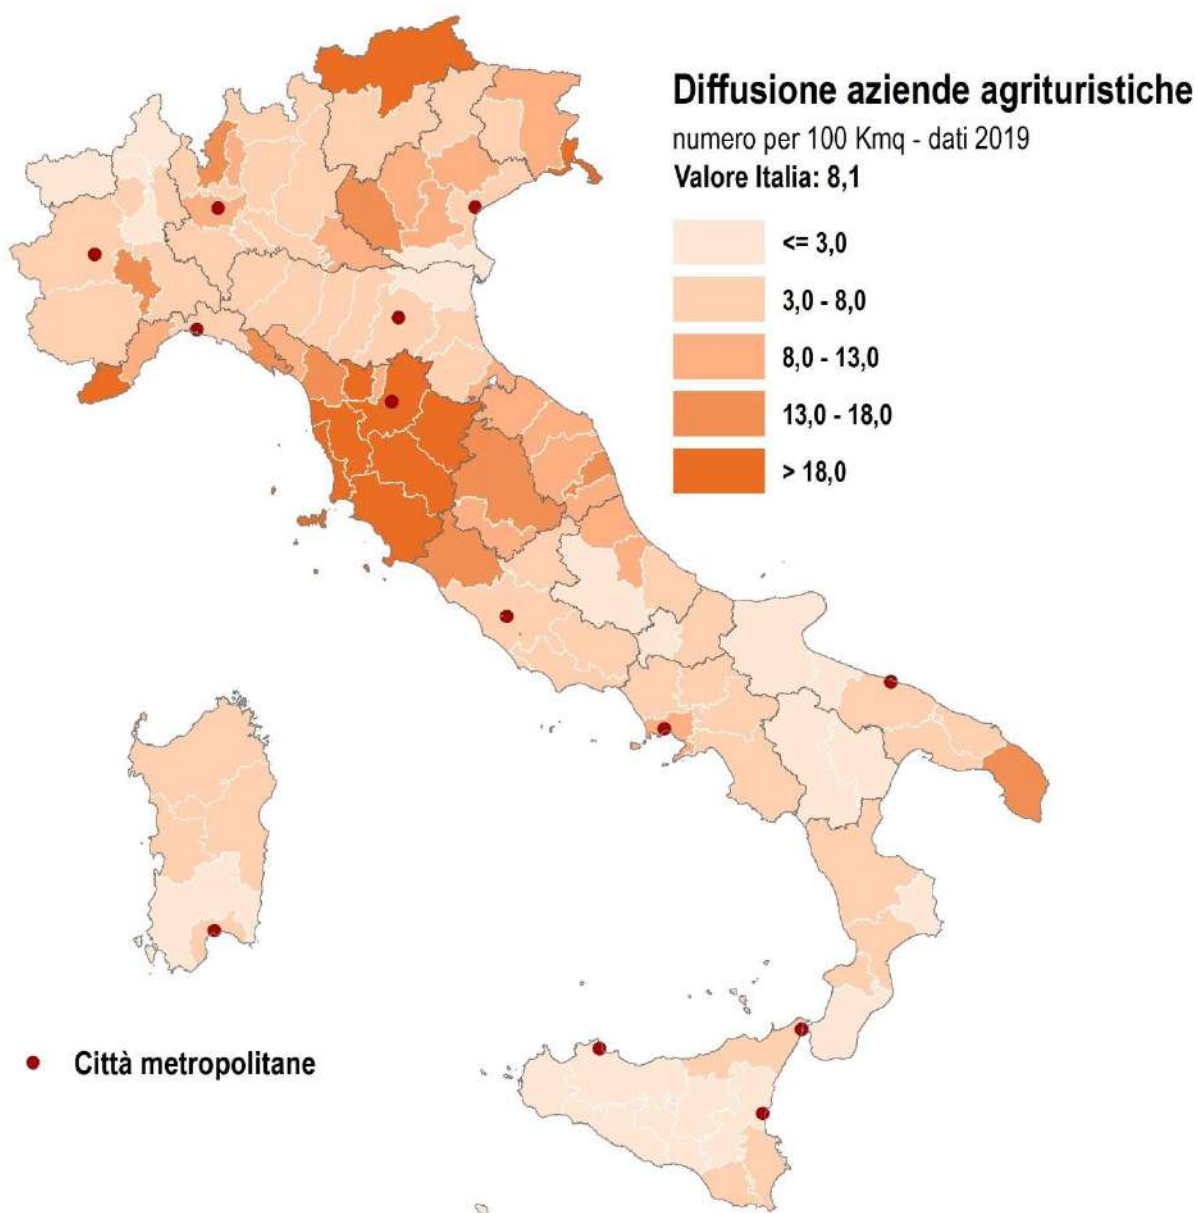 Diffusione aziende agrituristiche
numero per 100 Kmq - dati 2019
Valore Italia: 8,1
<= 3,0
3,0 - 8,0
8,0 - 13,0
13,0 - 18,0
> 18,0
Città metropolitane